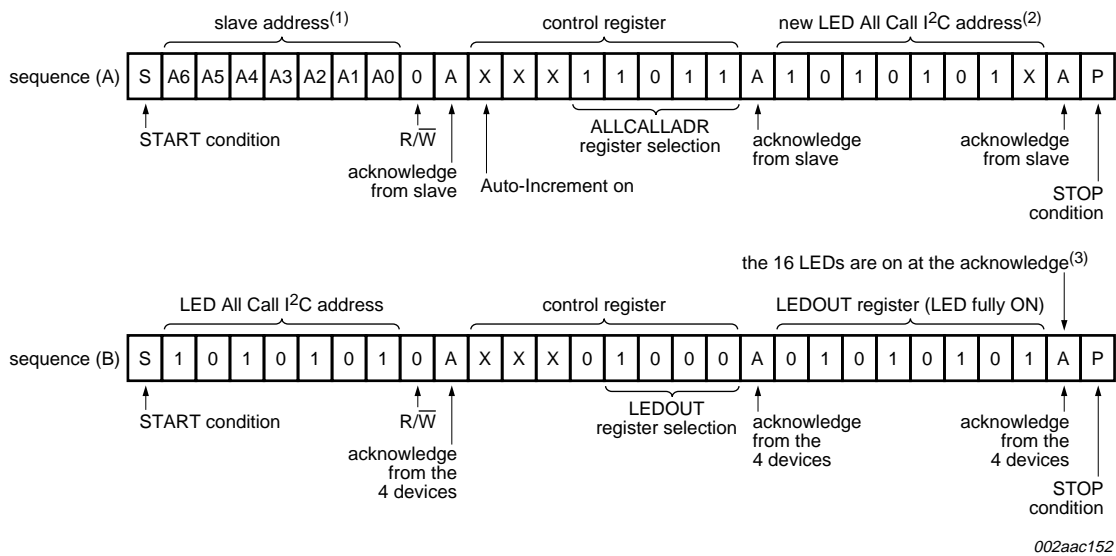 slave address(1) control register new LED All Call I2C address(2)
sequence (A) S A6 A5 A4 A3 A2 A1 A0 0 A X X X 1 1 0 1 1 A 1 0 1 0 1 0 1 X A P
START condition
R/W̅
acknowledge
from slave
Auto-Increment on
ALLCALLADR
register selection
acknowledge
from slave
acknowledge
from slave
STOP
condition
the 16 LEDs are on at the acknowledge(3)
LED All Call I2C address control register LEDOUT register (LED fully ON)
sequence (B) S 1 0 1 0 1 0 1 0 A X X X 0 1 0 0 0 A 0 1 0 1 0 1 0 1 A P
START condition
R/W̅
acknowledge
from the
4 devices
LEDOUT
register selection
acknowledge
from the
4 devices
acknowledge
from the
4 devices
STOP
condition
002aac152